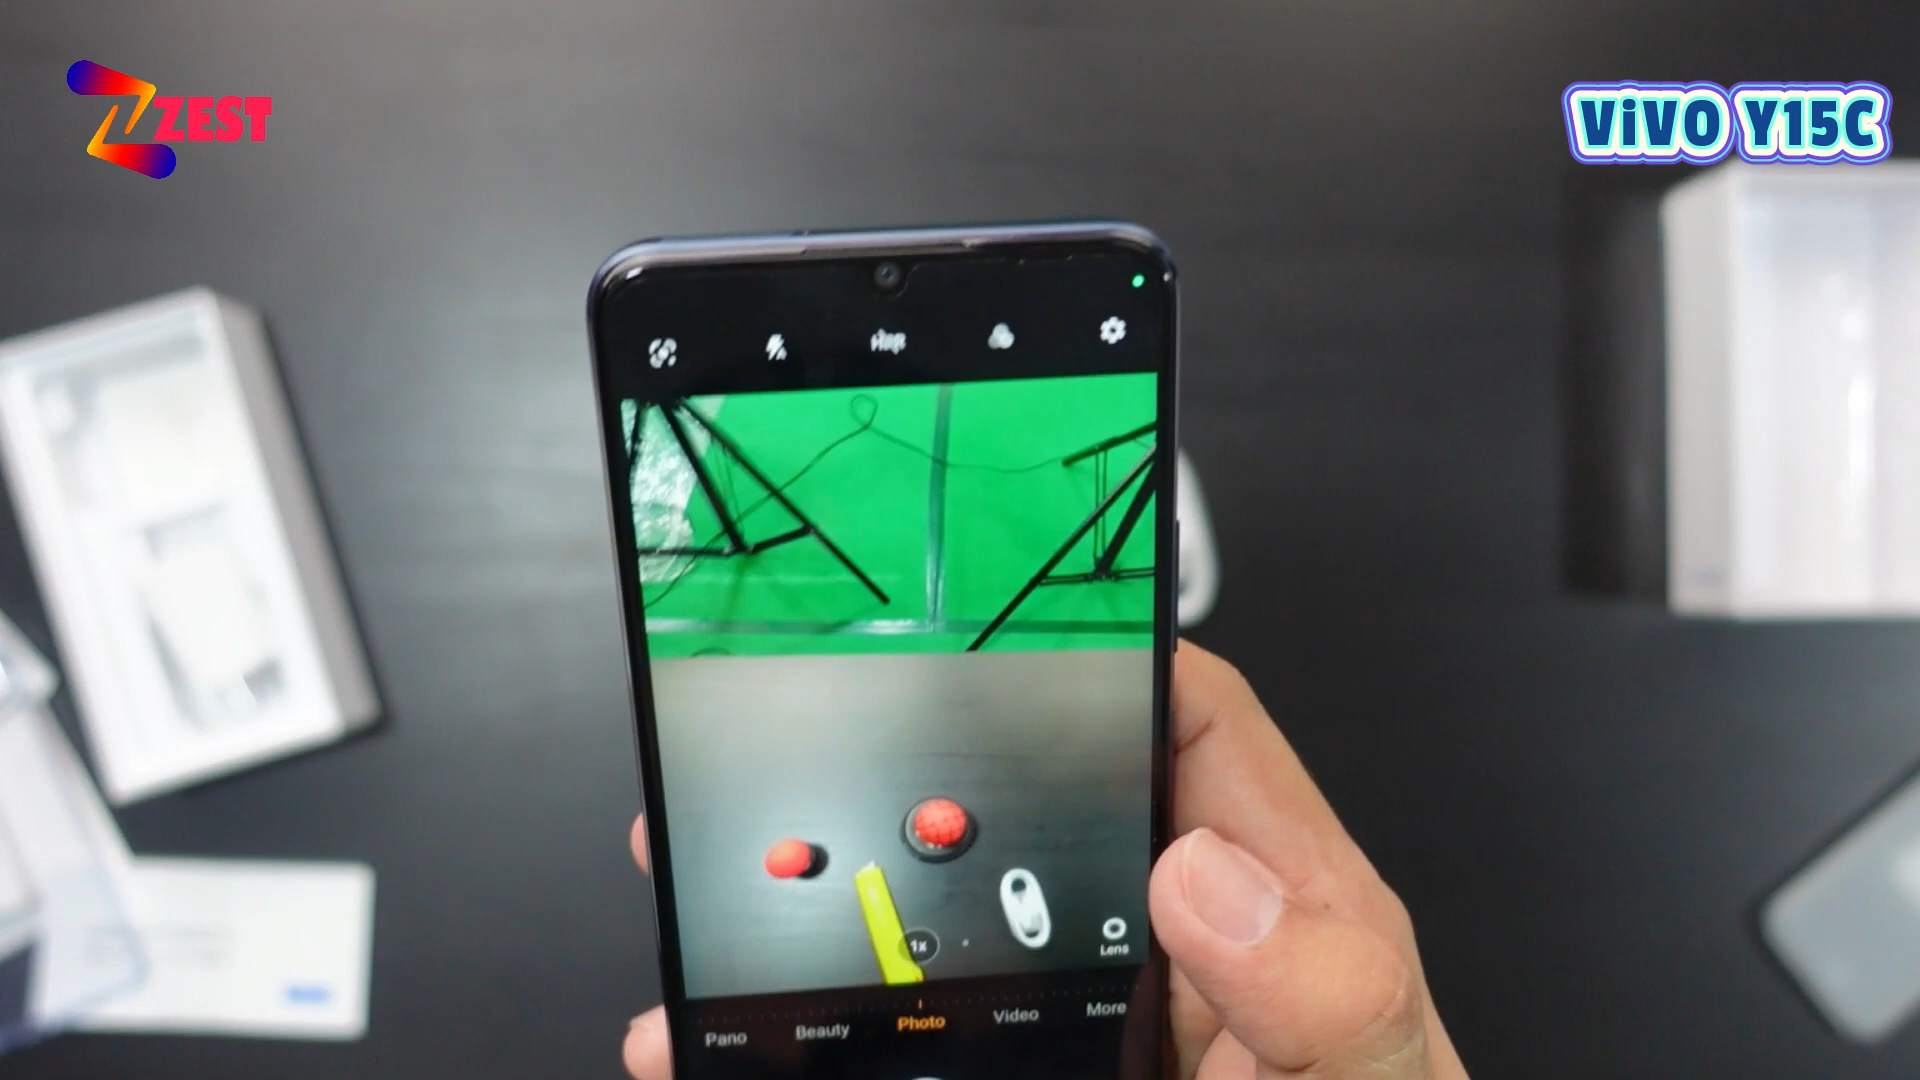 ZEST
ViVO Y15C
HDR
1x
Lens
Pano
Beauty
Photo
Video
More